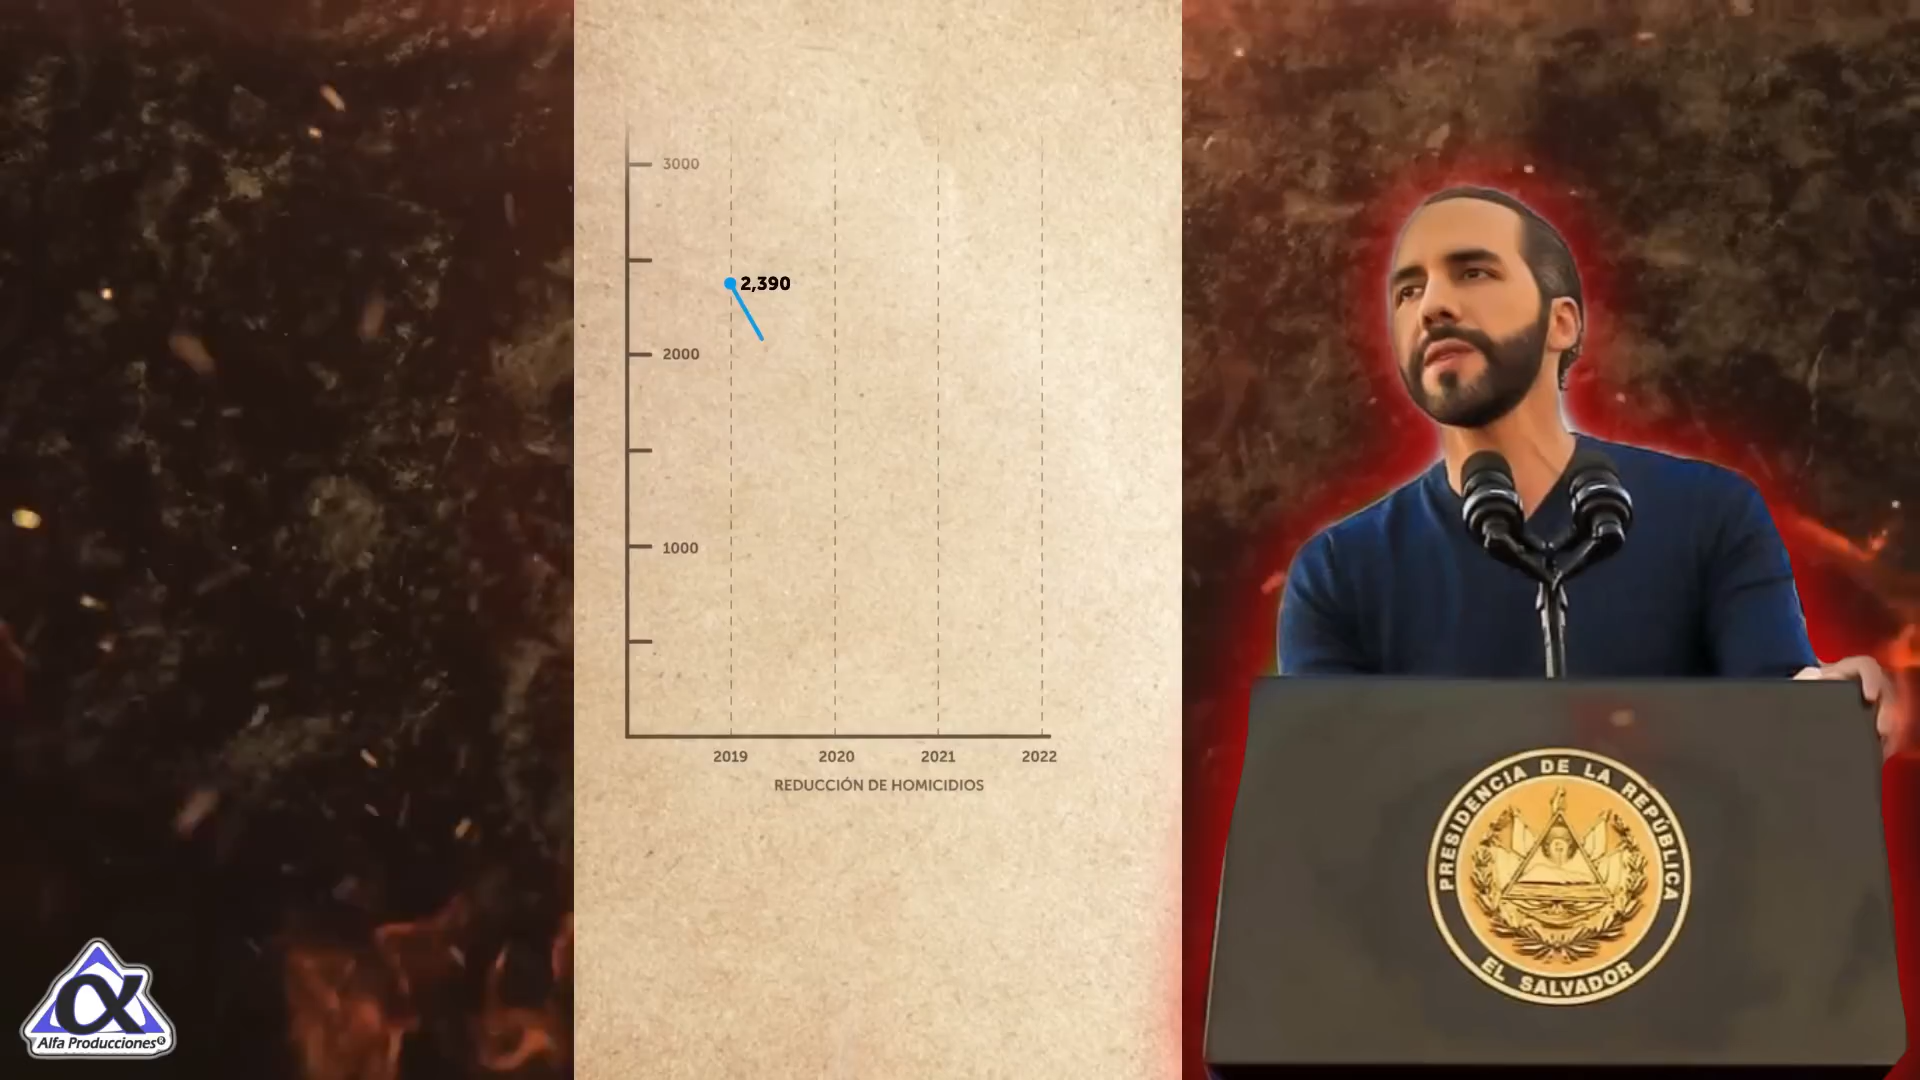 3000
2,390
2000
1000
2019 2020 2021 2022
REDUCCIÓN DE HOMICIDIOS
PRESIDENCIA DE LA REPÚBLICA
EL SALVADOR
α
Alfa Producciones®